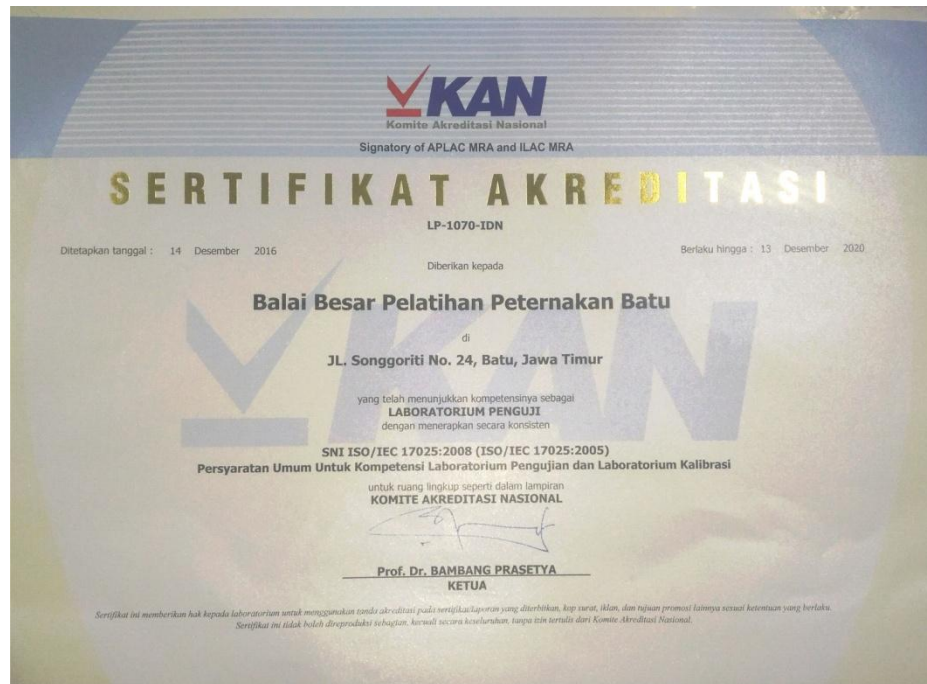 KAN
Komite Akreditasi Nasional
Signatory of APLAC MRA and ILAC MRA
SERTIFIKAT AKREDITASI
LP-1070-IDN
Ditetapkan tanggal : 14 Desember 2016
Berlaku hingga : 13 Desember 2020
Diberikan kepada
Balai Besar Pelatihan Peternakan Batu
di
JL. Songgoriti No. 24, Batu, Jawa Timur
yang telah menunjukkan kompetensinya sebagai
LABORATORIUM PENGUJI
dengan menerapkan secara konsisten
SNI ISO/IEC 17025:2008 (ISO/IEC 17025:2005)
Persyaratan Umum Untuk Kompetensi Laboratorium Pengujian dan Laboratorium Kalibrasi
untuk ruang lingkup seperti dalam lampiran
KOMITE AKREDITASI NASIONAL
Prof. Dr. BAMBANG PRASETYA
KETUA
Sertifikat ini memberikan hak kepada laboratorium untuk menggunakan tanda akreditasi pada sertifikat/laporan yang diterbitkan, kop surat, iklan, dan tujuan promosi lainnya sesuai ketentuan yang berlaku.
Sertifikat ini tidak boleh direproduksi sebagian, kecuali secara keseluruhan, tanpa izin tertulis dari Komite Akreditasi Nasional.